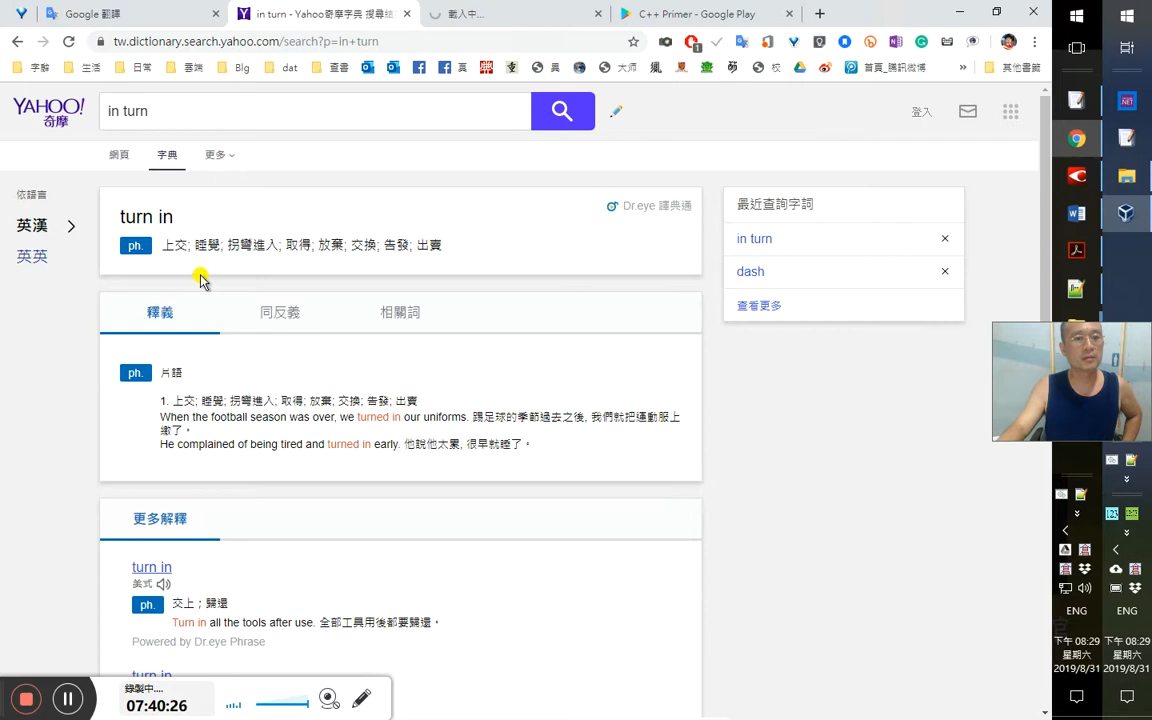 Google 翻譯
in turn - Yahoo奇摩字典 搜尋結
載入中...
C++ Primer - Google Play
tw.dictionary.search.yahoo.com/search?p=in+turn
字辭
生活
日常
雲端
Blg
dat
查書
真
異
大师
校
首頁_騰訊微博
其他書籤
YAHOO!
奇摩
in turn
登入
網頁
字典
更多
依語言
英漢
英英
turn in
Dr.eye 譯典通
ph. 上交; 睡覺; 拐彎進入; 取得; 放棄; 交換; 告發; 出賣
最近查詢字詞
in turn
dash
查看更多
釋義
同反義
相關詞
ph. 片語
1. 上交; 睡覺; 拐彎進入; 取得; 放棄; 交換; 告發; 出賣
When the football season was over, we turned in our uniforms. 踢足球的季節過去之後, 我們就把運動服上
繳了。
He complained of being tired and turned in early. 他說他太累, 很早就睡了。
更多解釋
turn in
美式
ph. 交上；歸還
Turn in all the tools after use. 全部工具用後都要歸還。
Powered by Dr.eye Phrase
turn in
錄製中....
07:40:26
ENG
下午 08:29
星期六
2019/8/31
ENG
下午 08:29
星期六
2019/8/31